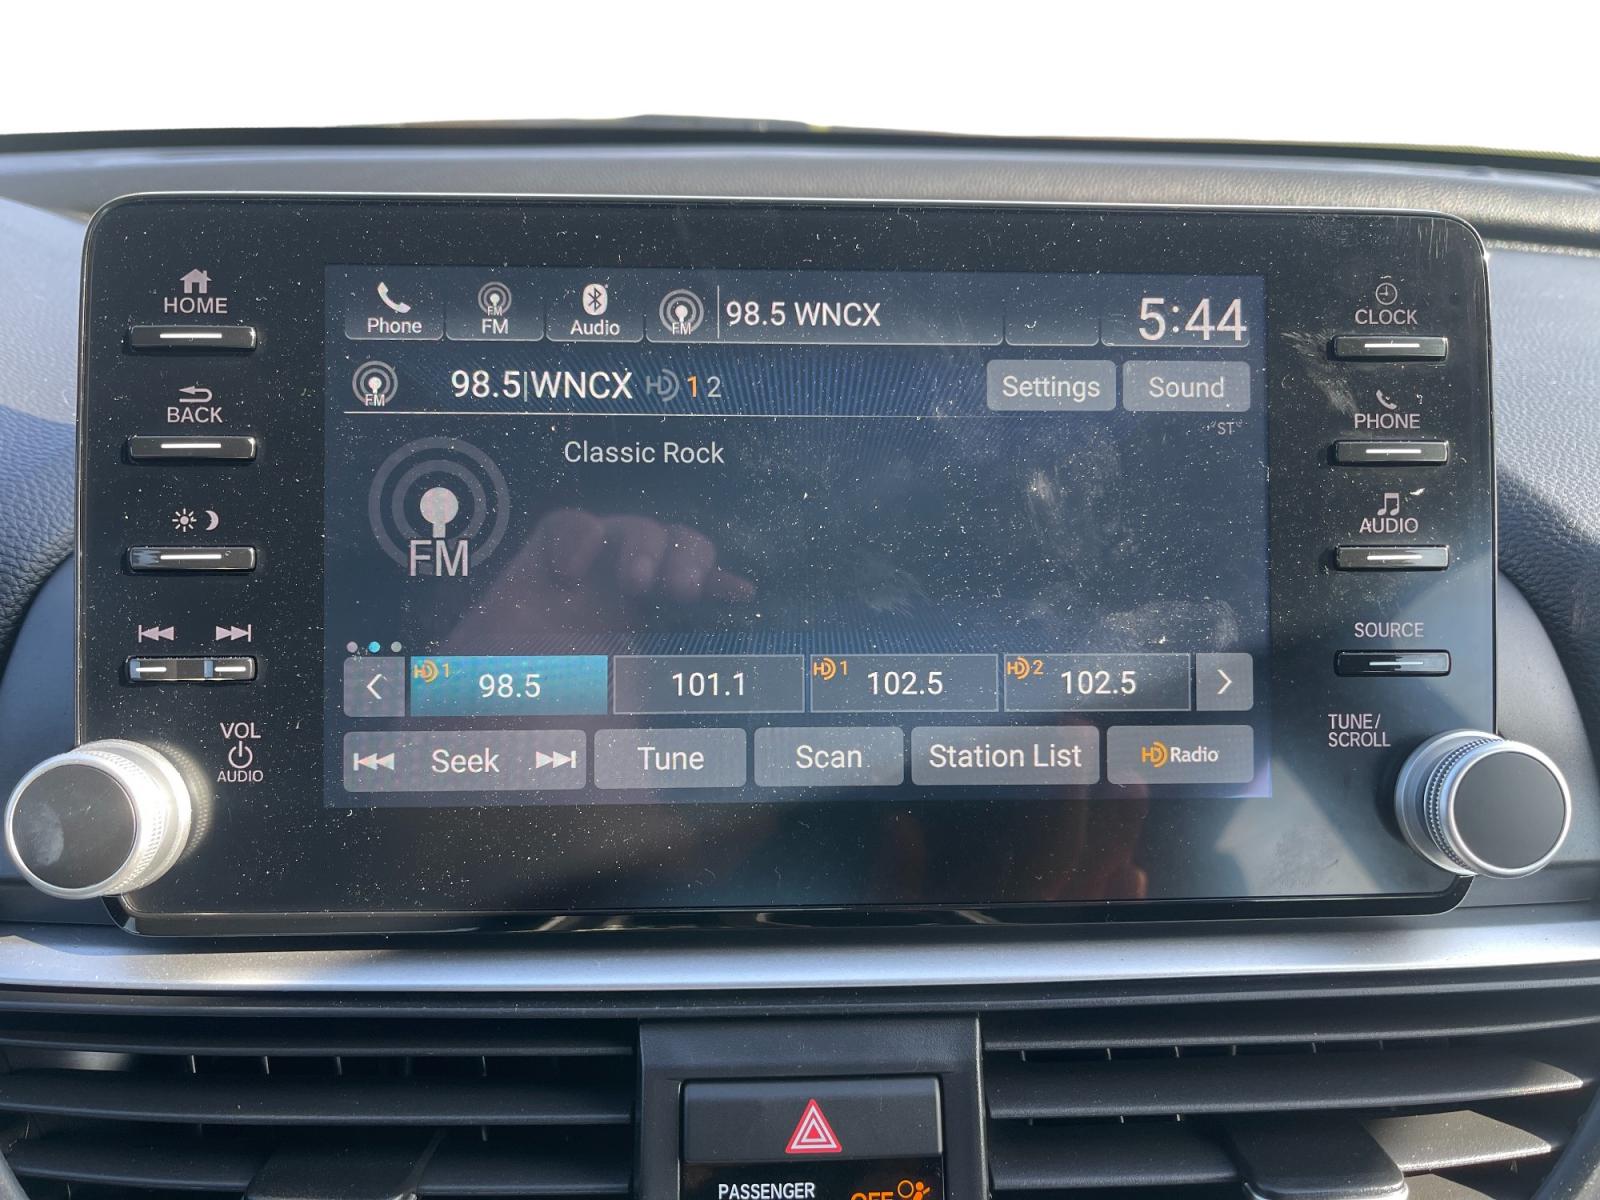 HOME
BACK
VOL
AUDIO
Phone
FM
FM
Audio
FM
98.5 WNCX
5:44
FM
98.5|WNCX HD 1 2
Settings
Sound
"ST"
Classic Rock
FM
HD 1 98.5
101.1
HD 1 102.5
HD 2 102.5
Seek
Tune
Scan
Station List
HD Radio
CLOCK
PHONE
AUDIO
SOURCE
TUNE/
SCROLL
PASSENGER
OFF